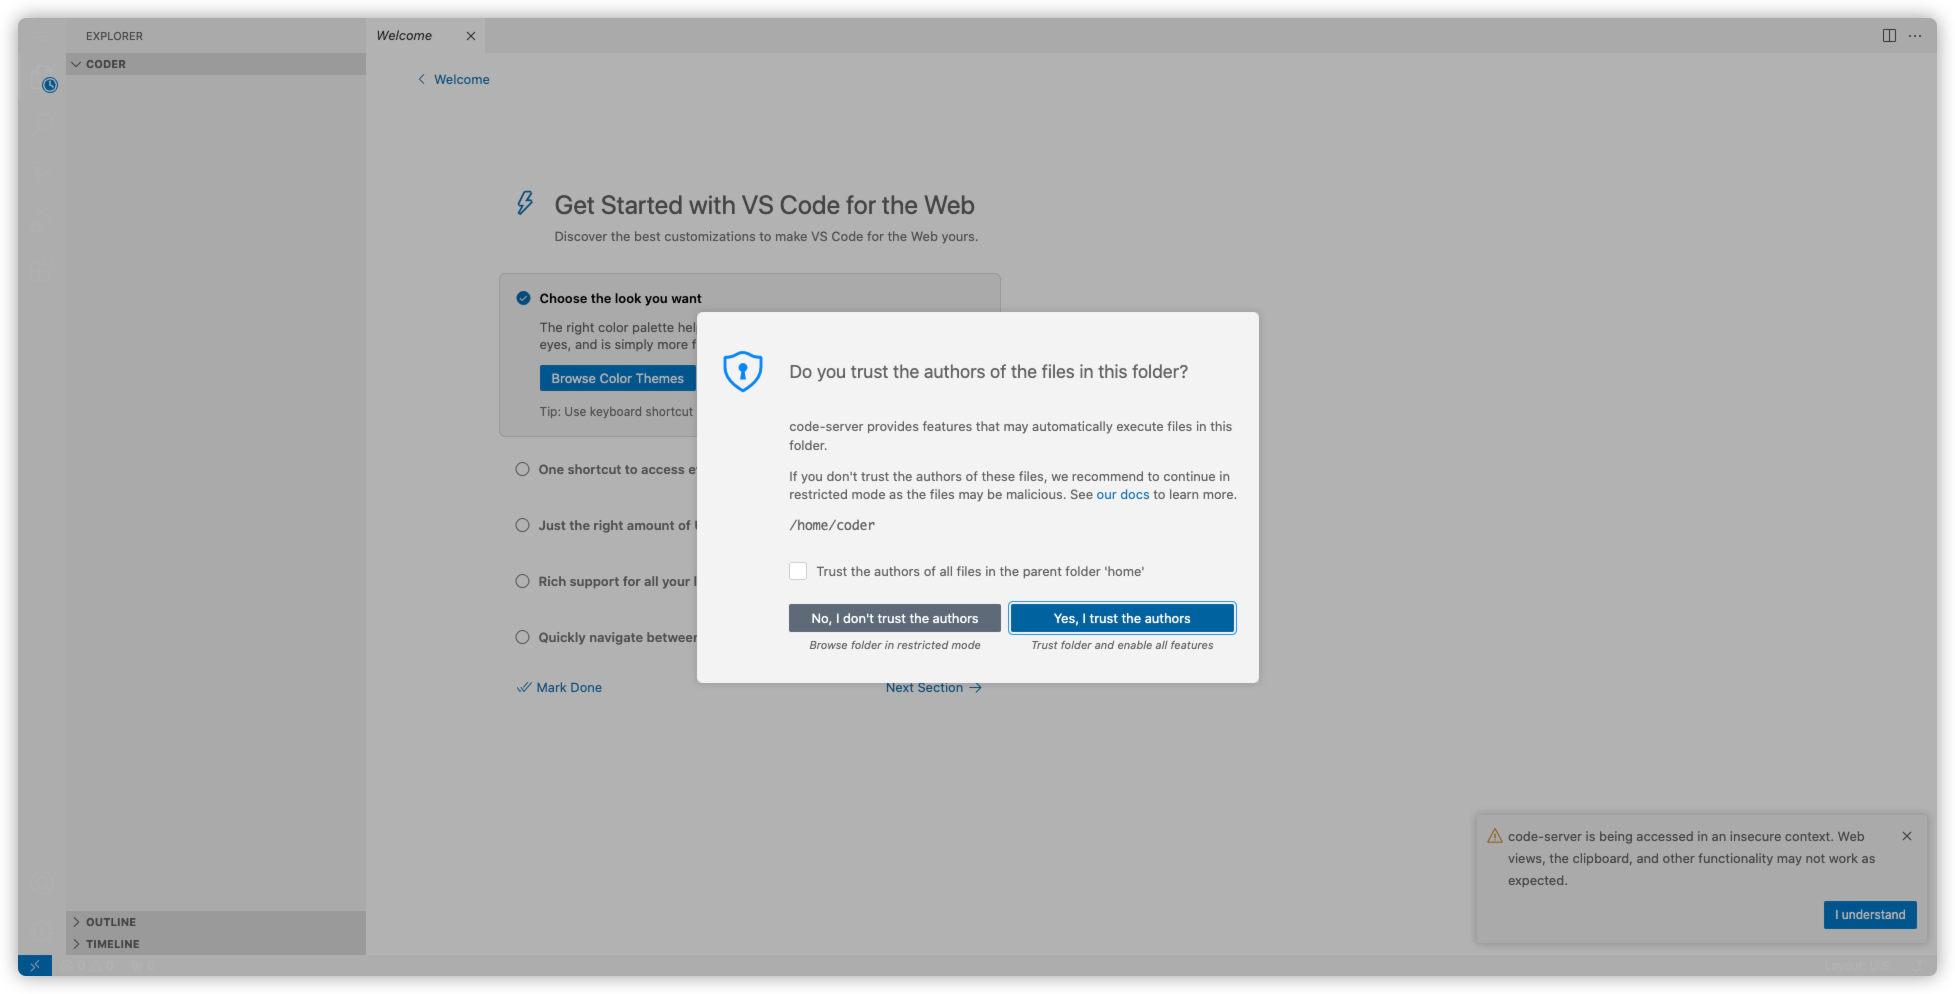 EXPLORER
CODER
Welcome
Welcome
Get Started with VS Code for the Web
Discover the best customizations to make VS Code for the Web yours.
Choose the look you want
The right color palette
eyes, and is simply more
Browse Color Themes
Tip: Use keyboard shortcut
One shortcut to access
Just the right amount of
Rich support for all your
Quickly navigate
Mark Done
Next Section
Do you trust the authors of the files in this folder?
code-server provides features that may automatically execute files in this
folder.
If you don't trust the authors of these files, we recommend to continue in
restricted mode as the files may be malicious. See our docs to learn more.
/home/coder
Trust the authors of all files in the parent folder 'home'
No, I don't trust the authors
Yes, I trust the authors
Browse folder in restricted mode
Trust folder and enable all features
code-server is being accessed in an insecure context. Web
views, the clipboard, and other functionality may not work as
expected.
I understand
OUTLINE
TIMELINE